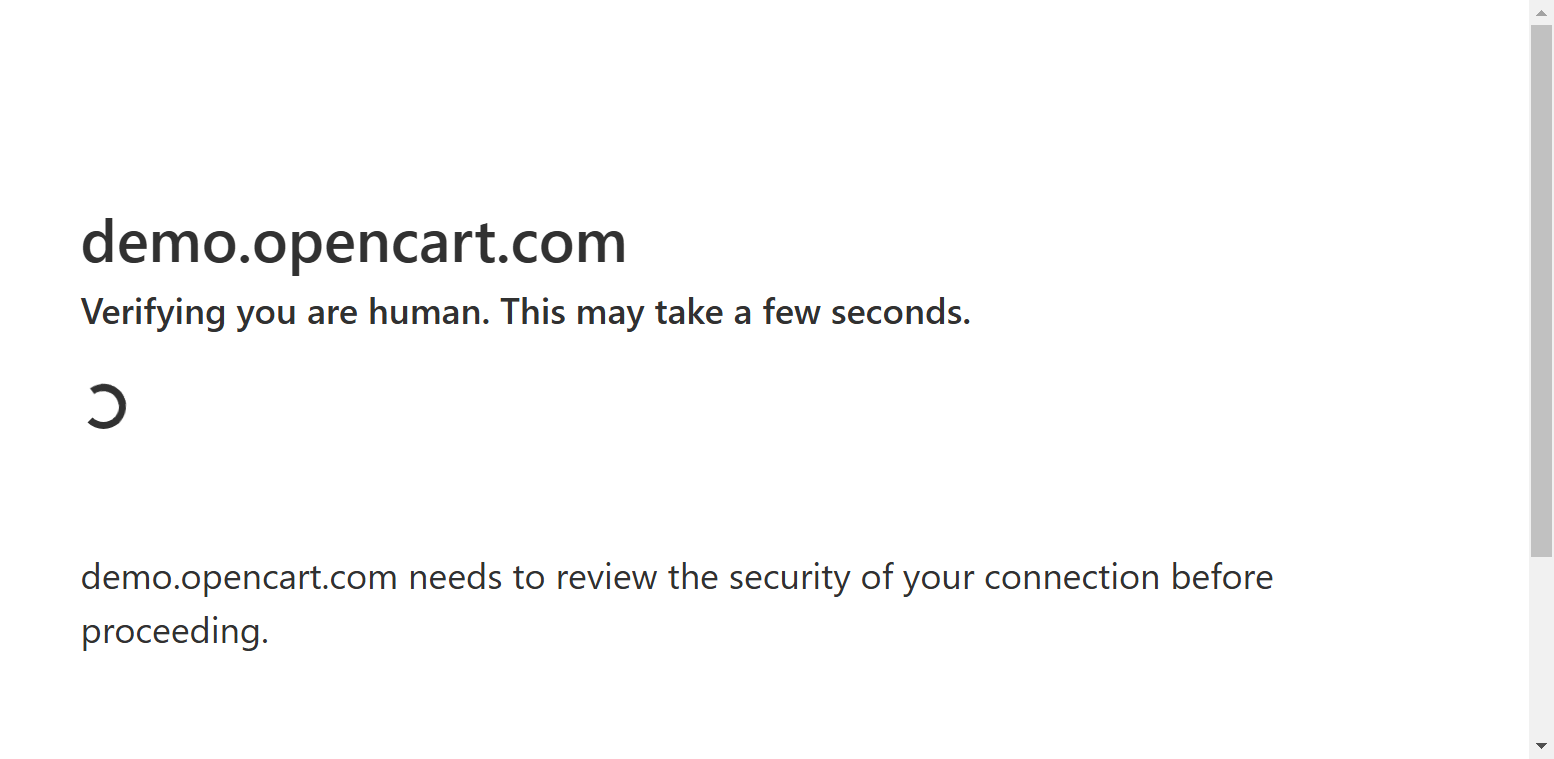 demo.opencart.com
Verifying you are human. This may take a few seconds.
demo.opencart.com needs to review the security of your connection before
proceeding.